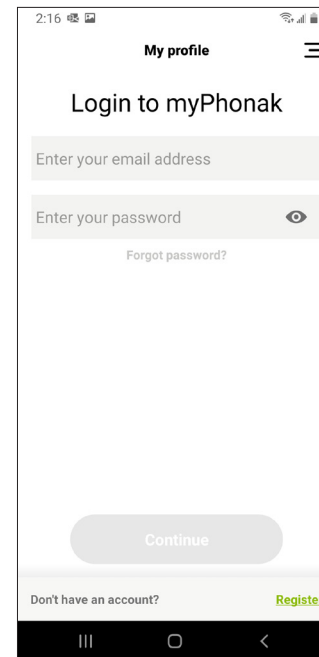 2:16
My profile
Login to myPhonak
Enter your email address
Enter your password
Forgot password?
Continue
Don't have an account? Registe